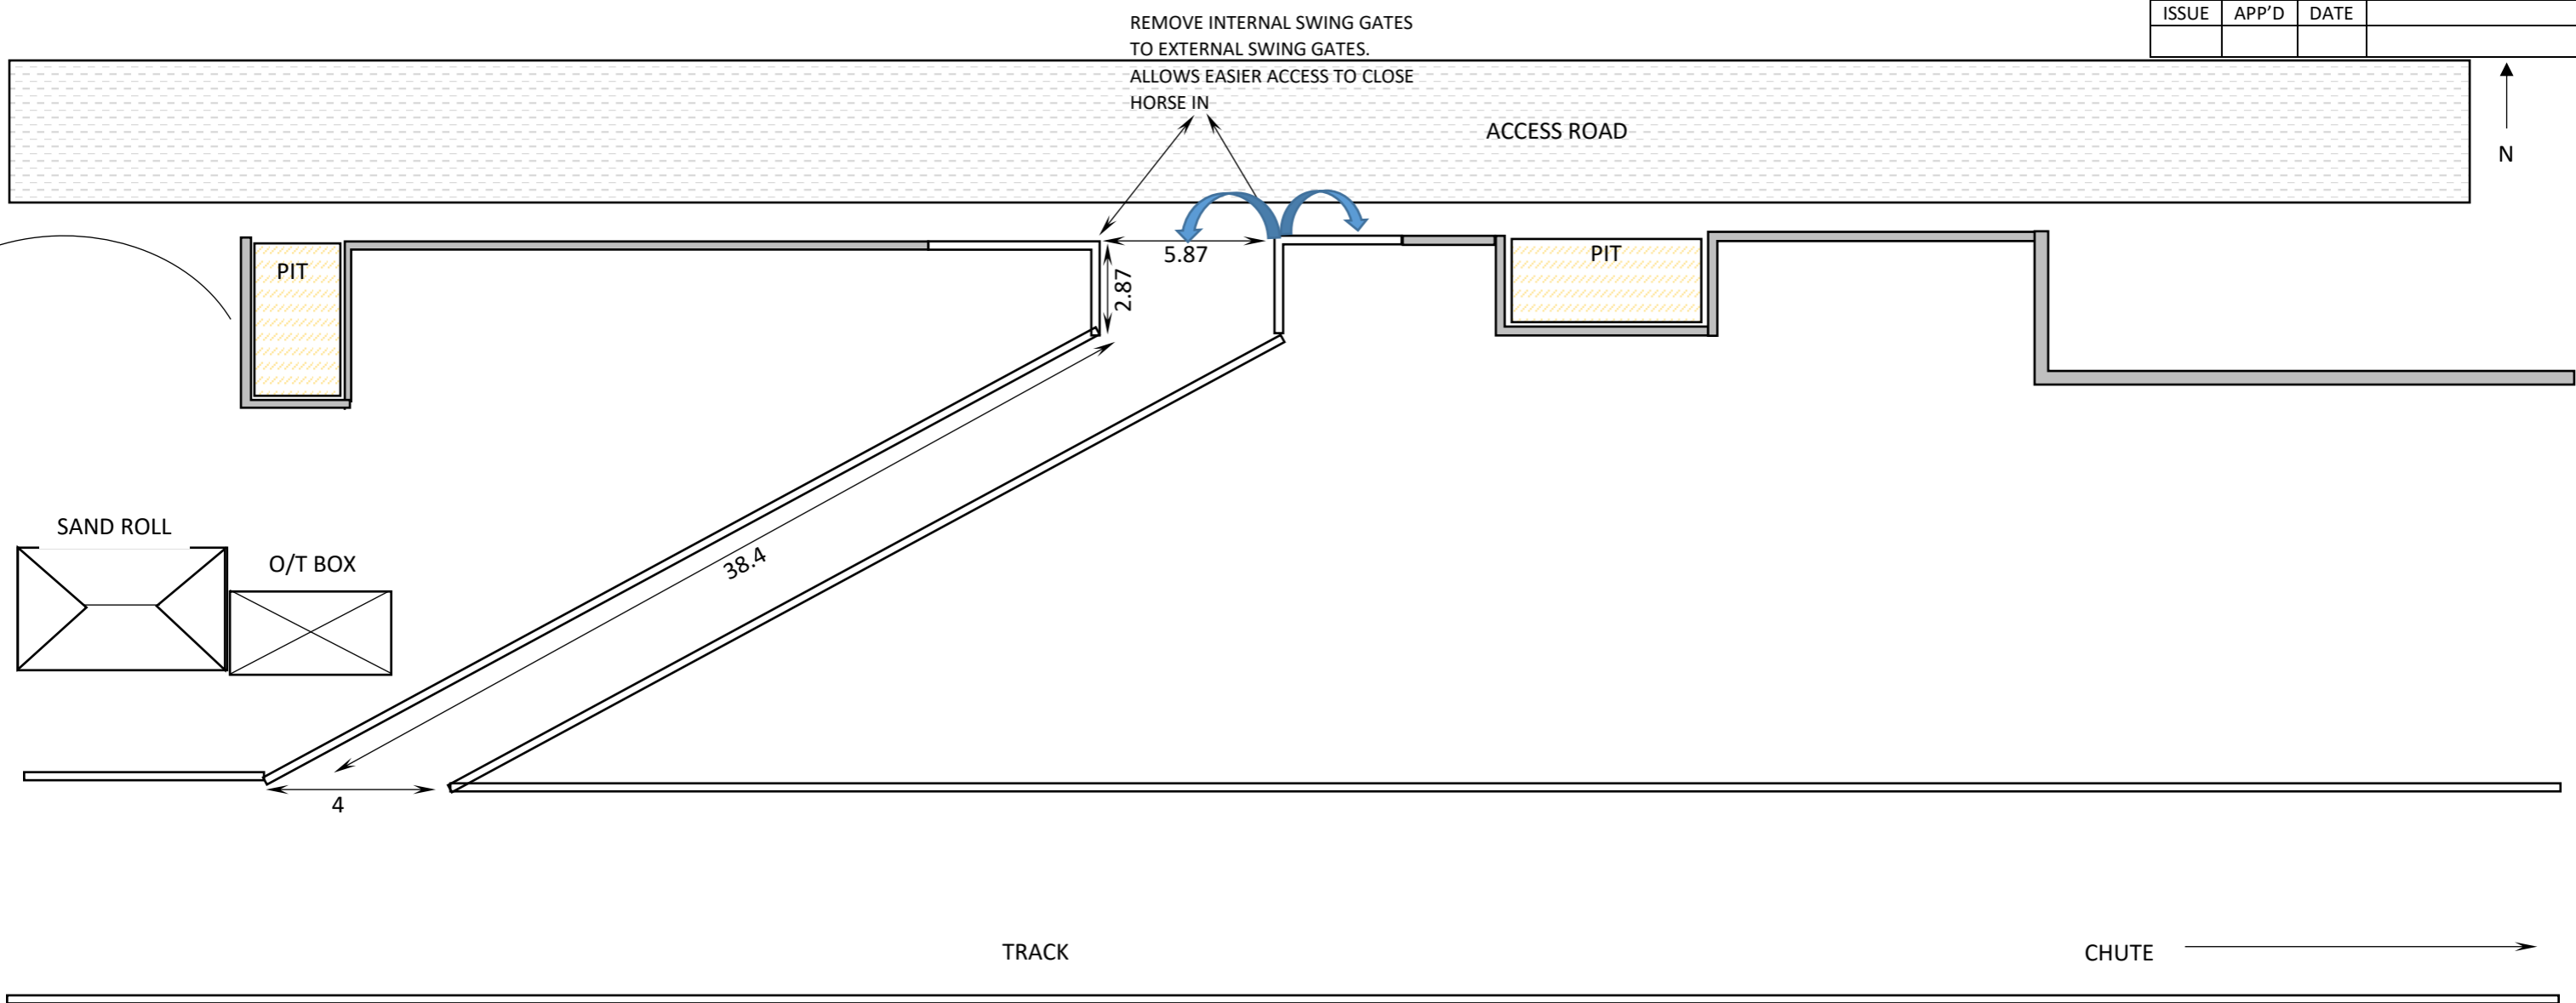 REMOVE INTERNAL SWING GATES
TO EXTERNAL SWING GATES.
ALLOWS EASIER ACCESS TO CLOSE
HORSE IN
ISSUE APP’D DATE
ACCESS ROAD
N
PIT
5.87
2.87
PIT
38.4
SAND ROLL
O/T BOX
4
TRACK
CHUTE